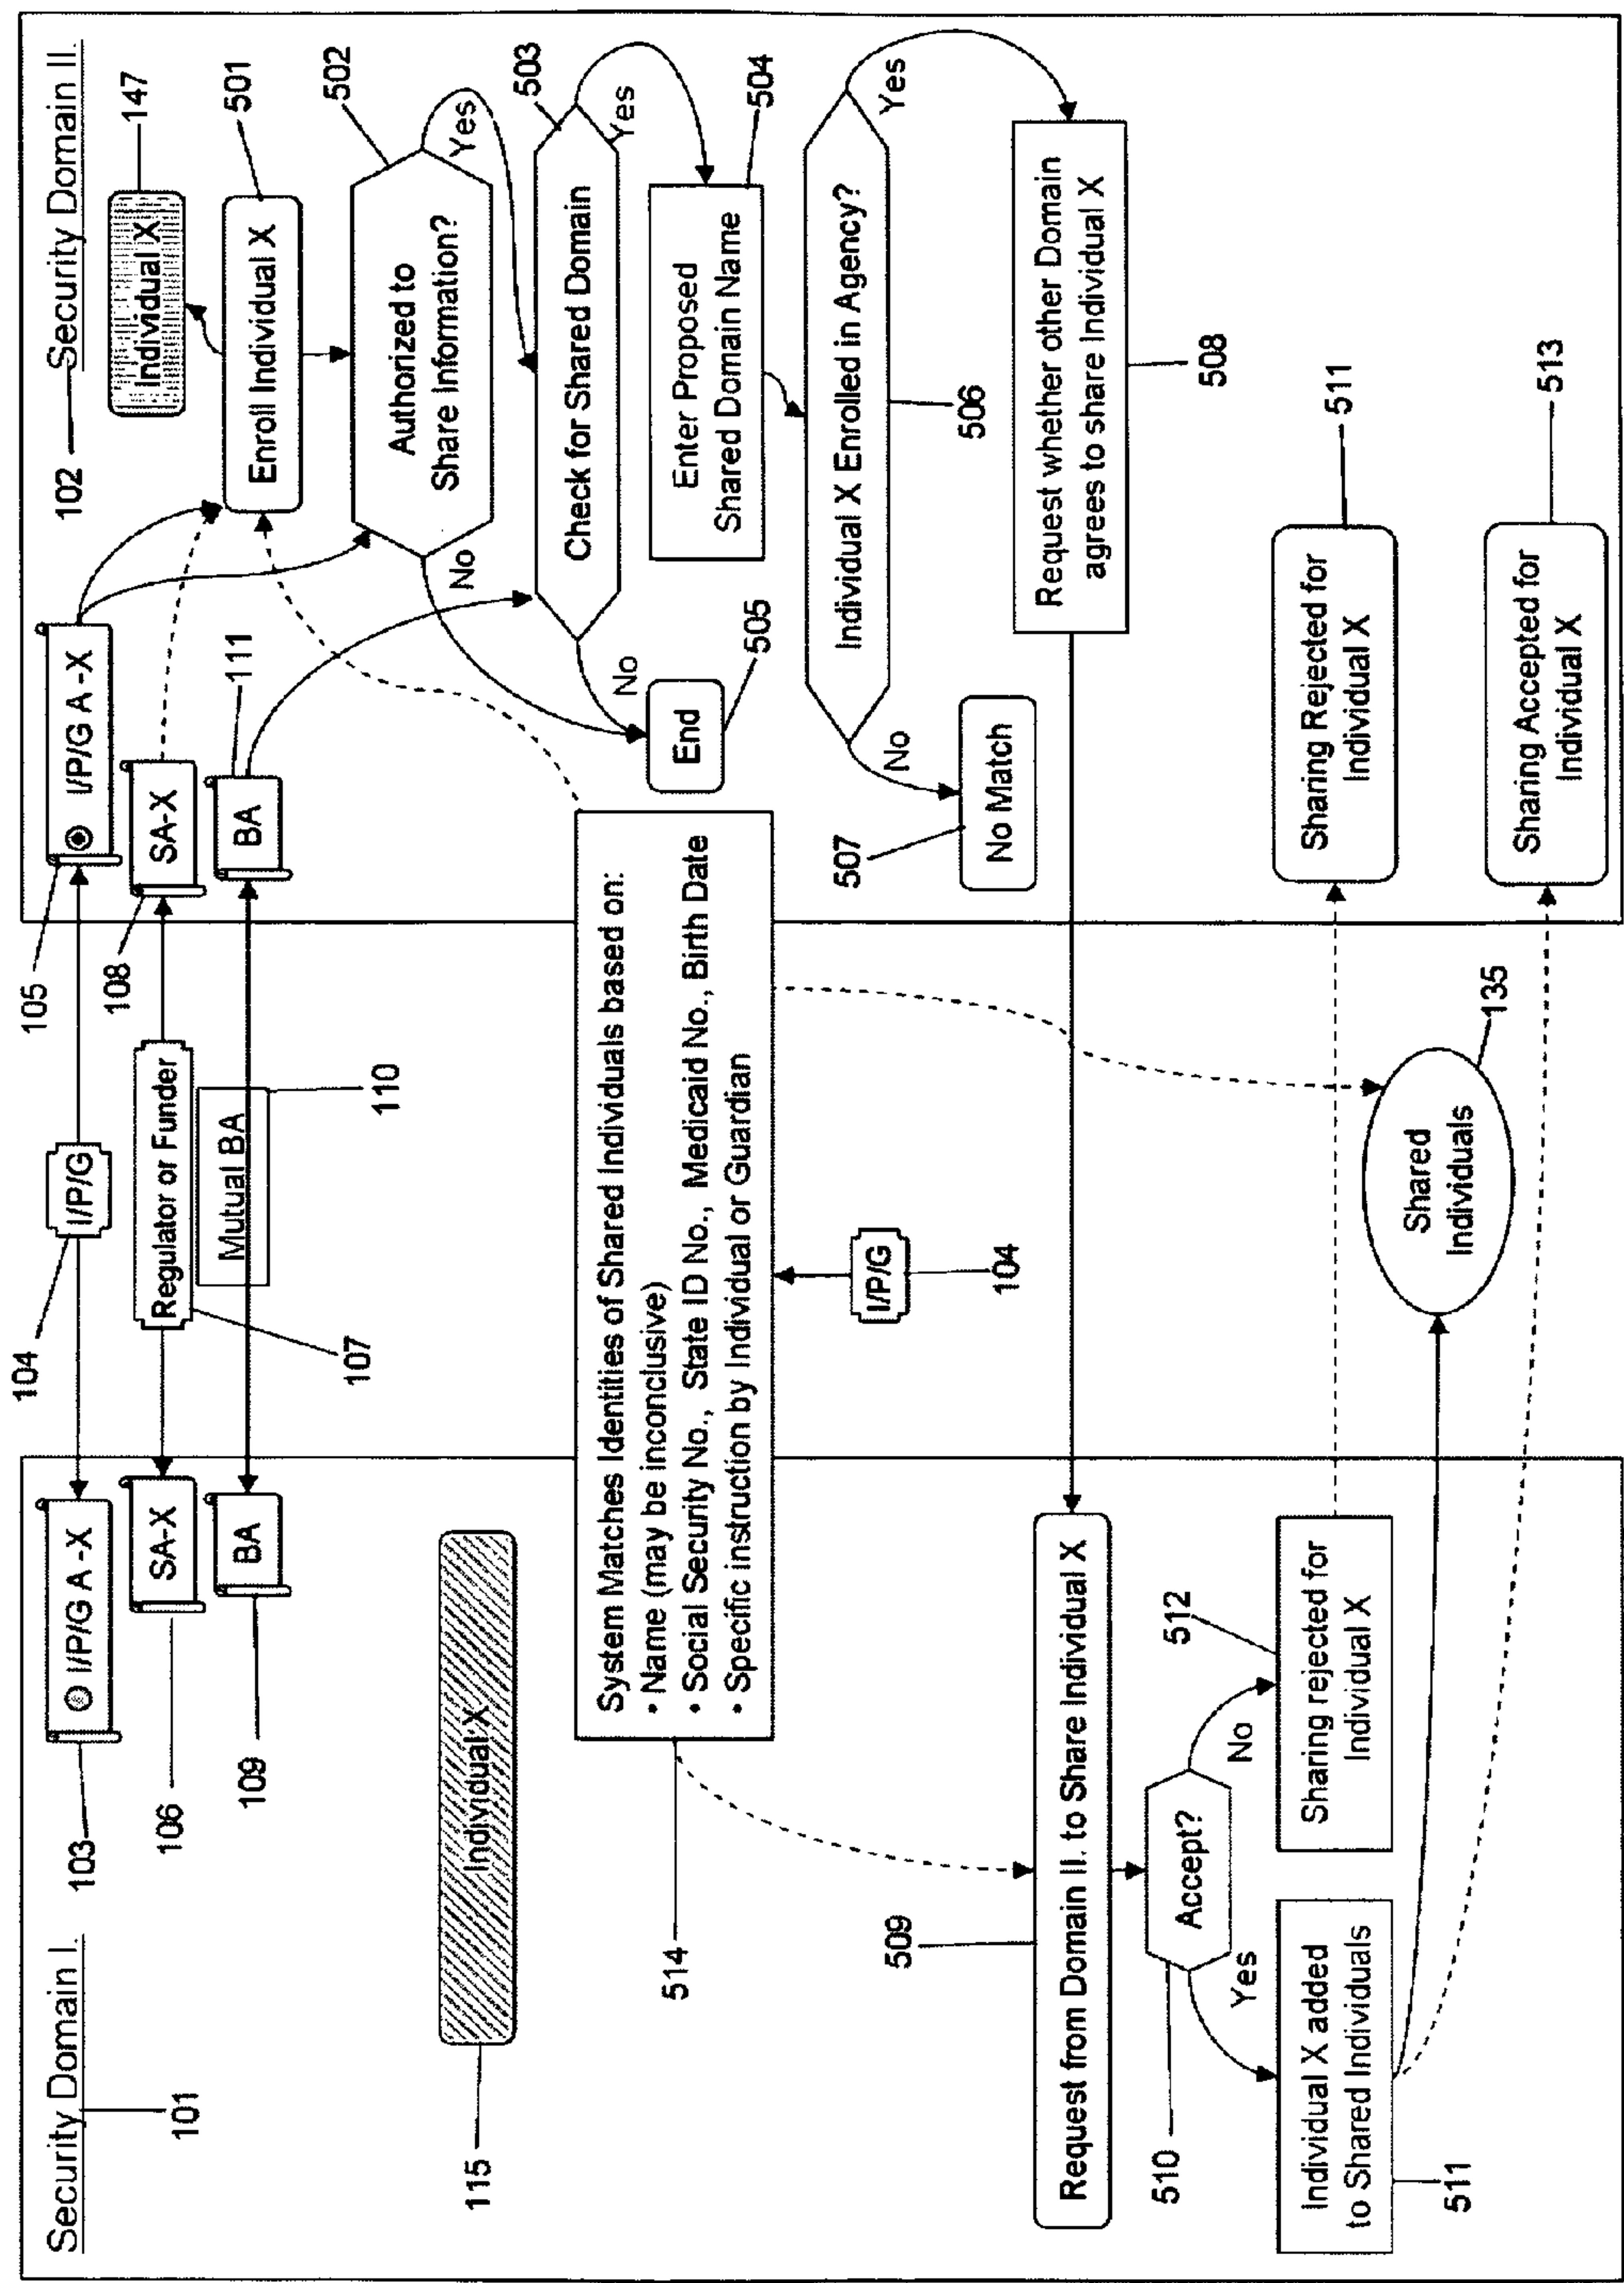 Security Domain I.
101
103
I/P/G A -X
106
SA-X
109
BA
104
I/P/G
Regulator or Funder
107
Mutual BA
110
Security Domain II.
102
105
I/P/G A -X
108
SA-X
111
BA
147
Individual X
501
Enroll Individual X
502
Authorized to
Share Information?
Yes
No
503
Check for Shared Domain
Yes
No
504
Enter Proposed
Shared Domain Name
505
End
506
Individual X Enrolled in Agency?
Yes
No
507
No Match
508
Request whether other Domain
agrees to share Individual X
115
Individual X
514
System Matches Identities of Shared Individuals based on:
• Name (may be inconclusive)
• Social Security No., State ID No., Medicaid No., Birth Date
• Specific instruction by Individual or Guardian
I/P/G
104
509
Request from Domain II. to Share Individual X
510
Accept?
Yes
No
511
Individual X added
to Shared Individuals
512
Sharing rejected for
Individual X
135
Shared
Individuals
511
Sharing Rejected for
Individual X
513
Sharing Accepted for
Individual X